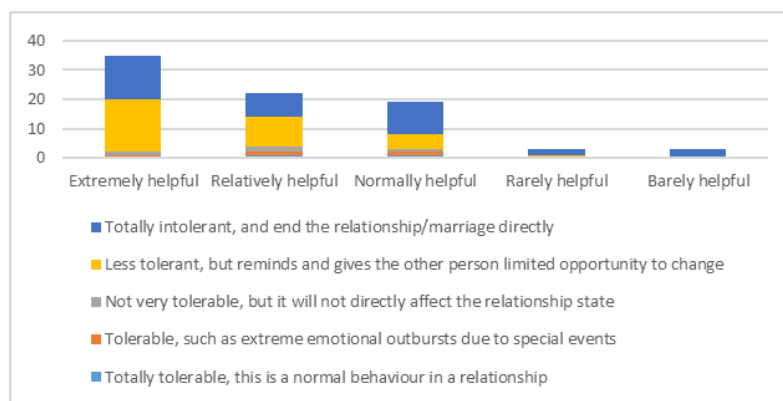 40
30
20
10
0
Extremely helpful Relatively helpful Normally helpful Rarely helpful Barely helpful
Totally intolerant, and end the relationship/marriage directly
Less tolerant, but reminds and gives the other person limited opportunity to change
Not very tolerable, but it will not directly affect the relationship state
Tolerable, such as extreme emotional outbursts due to special events
Totally tolerable, this is a normal behaviour in a relationship